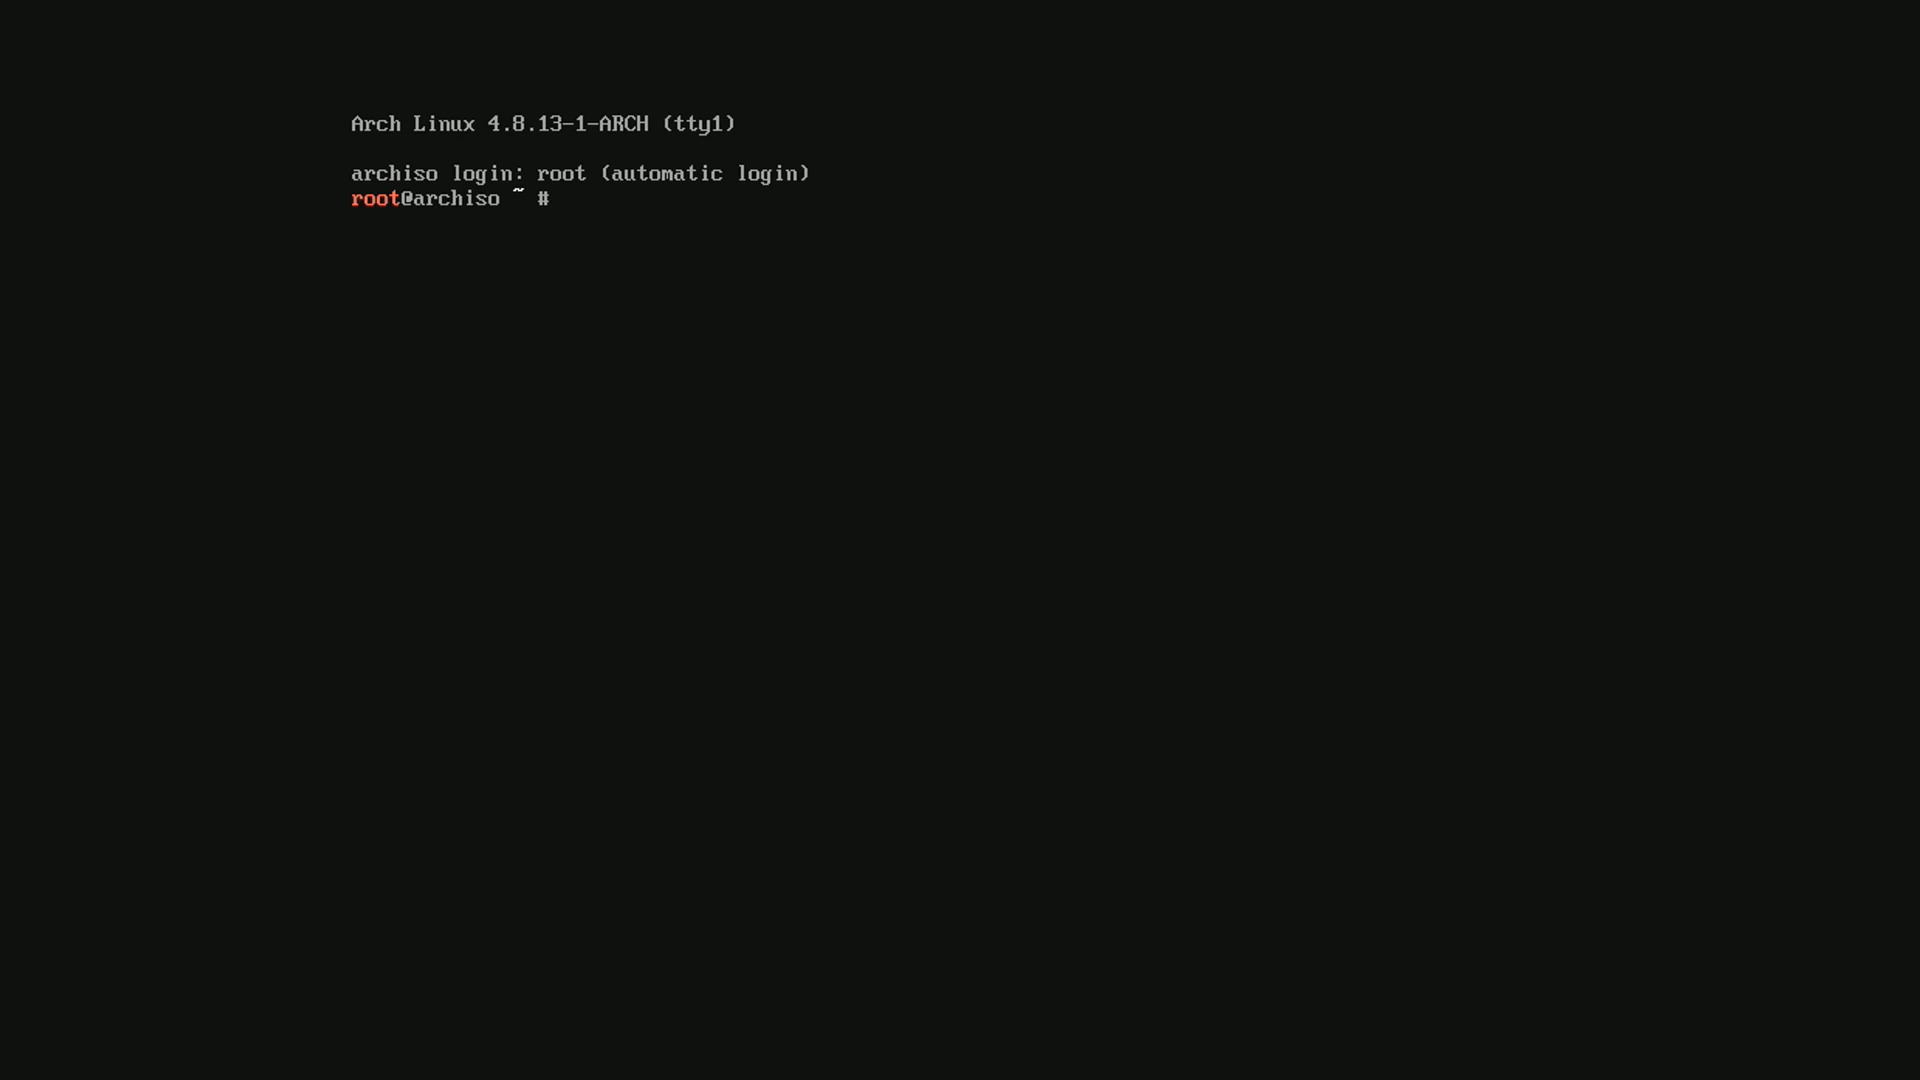 Arch Linux 4.8.13-1-ARCH (tty1)
archiso login: root (automatic login)
root@archiso ~ #